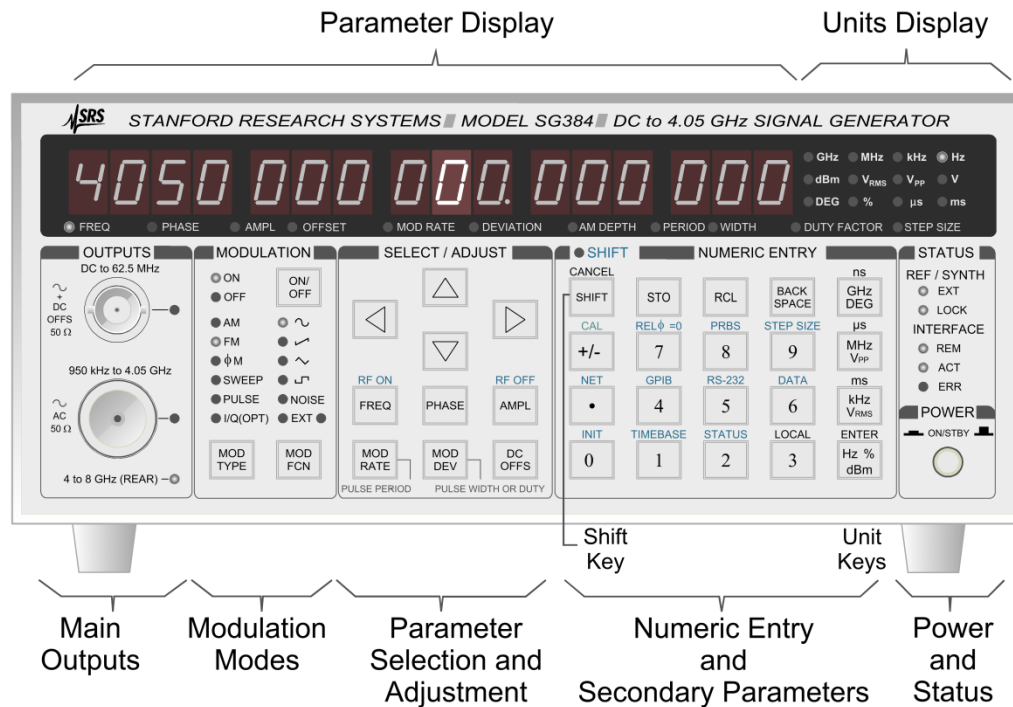 Parameter Display
Units Display
SRS
STANFORD RESEARCH SYSTEMS MODEL SG384 DC to 4.05 GHz SIGNAL GENERATOR
4050 000 000. 000 000
GHz MHz kHz Hz
dBm VRMS VPP V
DEG % µs ms
FREQ PHASE AMPL OFFSET MOD RATE DEVIATION AM DEPTH PERIOD WIDTH DUTY FACTOR STEP SIZE
OUTPUTS
DC to 62.5 MHz
+
DC
OFFS
50 Ω
950 kHz to 4.05 GHz
AC
50 Ω
4 to 8 GHz (REAR)
MODULATION
ON
OFF
ON/
OFF
AM
FM
ϕM
SWEEP
PULSE
NOISE
I/Q(OPT)
EXT
MOD
TYPE
MOD
FCN
SELECT / ADJUST
RF ON
RF OFF
FREQ
PHASE
AMPL
MOD
RATE
MOD
DEV
DC
OFFS
PULSE PERIOD
PULSE WIDTH OR DUTY
SHIFT
NUMERIC ENTRY
CANCEL
ns
SHIFT
STO
RCL
BACK
SPACE
GHz
DEG
CAL
RELϕ =0
PRBS
STEP SIZE
µs
+/-
7
8
9
MHz
VPP
NET
GPIB
RS-232
DATA
ms
•
4
5
6
kHz
VRMS
INIT
TIMEBASE
STATUS
LOCAL
ENTER
0
1
2
3
Hz %
dBm
STATUS
REF / SYNTH
EXT
LOCK
INTERFACE
REM
ACT
ERR
POWER
ON/STBY
Shift
Key
Unit
Keys
Main
Outputs
Modulation
Modes
Parameter
Selection and
Adjustment
Numeric Entry
and
Secondary Parameters
Power
and
Status